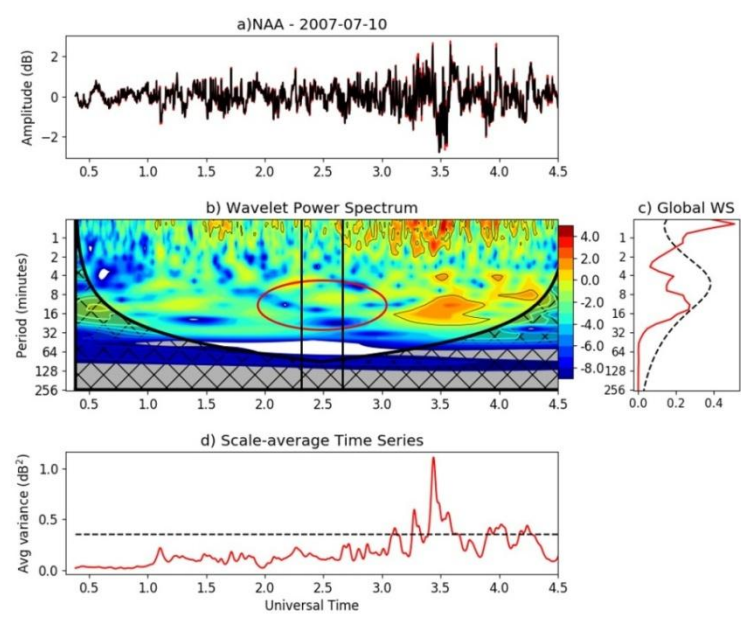 a)NAA - 2007-07-10
Amplitude (dB)
2
0
−2
0.5 1.0 1.5 2.0 2.5 3.0 3.5 4.0 4.5
b) Wavelet Power Spectrum
Period (minutes)
1
2
4
8
16
32
64
128
256
0.5 1.0 1.5 2.0 2.5 3.0 3.5 4.0 4.5
4.0
2.0
0.0
-2.0
-4.0
-6.0
-8.0
c) Global WS
1
2
4
8
16
32
64
128
256
0.0 0.2 0.4
d) Scale-average Time Series
Avg variance (dB²)
1.0
0.5
0.0
0.5 1.0 1.5 2.0 2.5 3.0 3.5 4.0 4.5
Universal Time